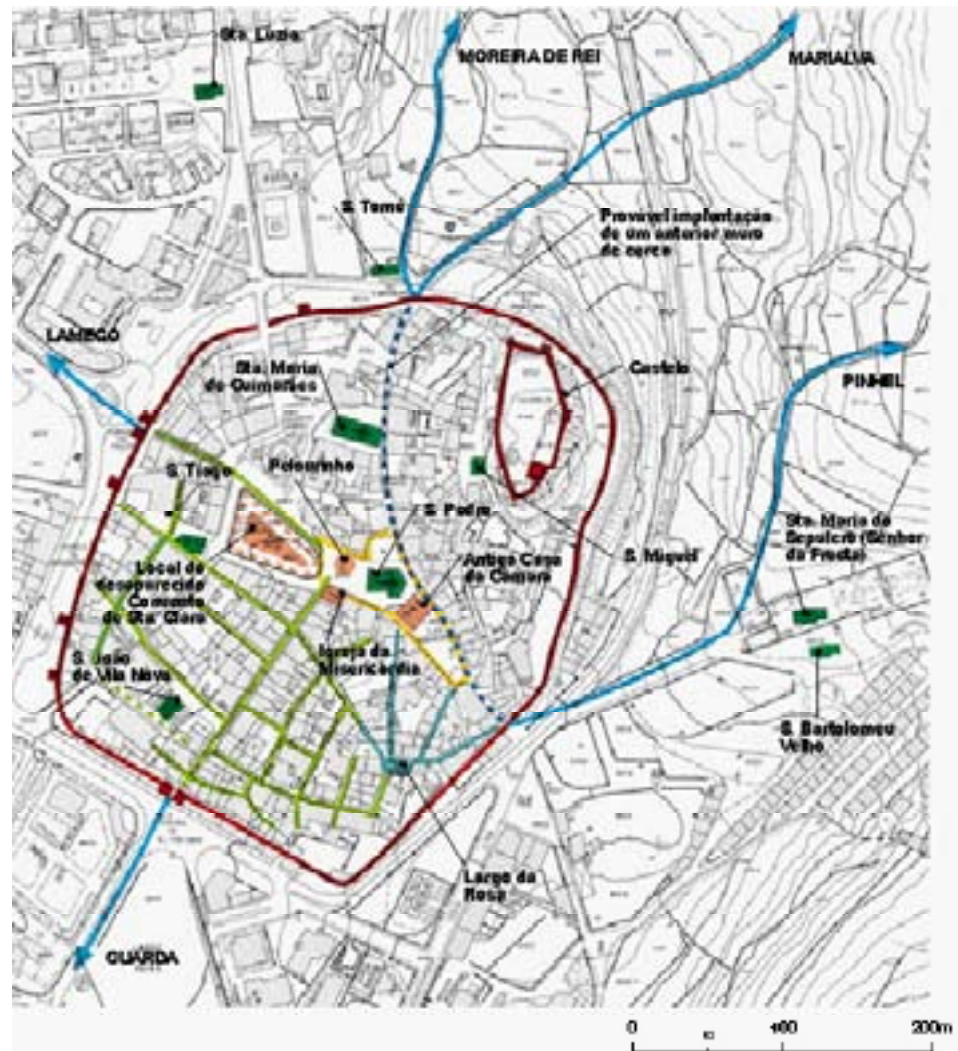 Sta. Luzia
MOREIRA DE REI
MARIALVA
S. Tomé
Provável implantação
de um anterior muro
de cerca
LAMEGO
Sta. Maria
de Guimarães
Castelo
PINHEL
S. Tiago
Pelourinho
S. Pedro
Antiga Casa
da Câmara
S. Miguel
Sta. Maria do
Sepulcro (Senhor
da Fresta)
Local do
desaparecido
Convento
de Sta. Clara
Igreja da
Misericórdia
S. João
de Vila Nova
S. Bartolomeu
Velho
Largo da
Rosa
GUARDA
0
100
200m